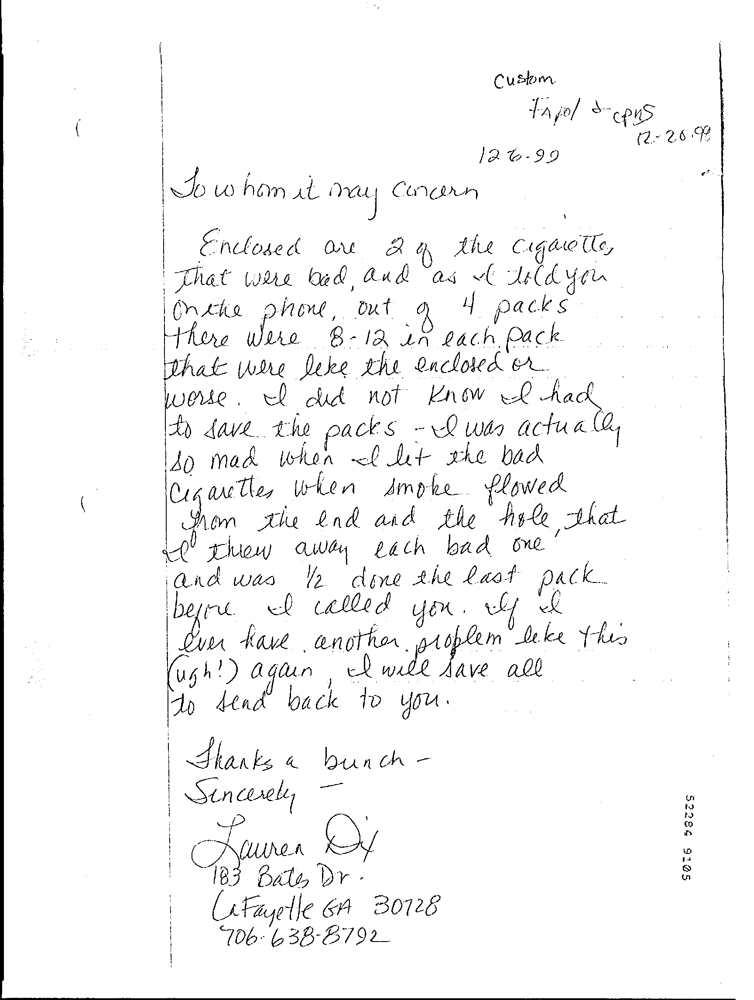 Custom
& cpns
12-20-99
12-6-99
To whom it may concern
Enclosed are 2 of the cigarettes
that were bad, and as I told you
on the phone, out of 4 packs
there were 8-12 in each pack
that were like the enclosed or
worse. I did not know I had
to save the packs - I was actually
so mad when I lit the bad
cigarettes when smoke flowed
from the end and the hole, that
I threw away each bad one
and was 1/2 done the last pack
before I called you. If I
ever have another problem like this
(ugh!) again, I will save all
to send back to you.
Thanks a bunch -
Sincerely -
Lauren Dix
183 Bates Dr.
LaFayette GA 30728
706-638-8792
52284 9105